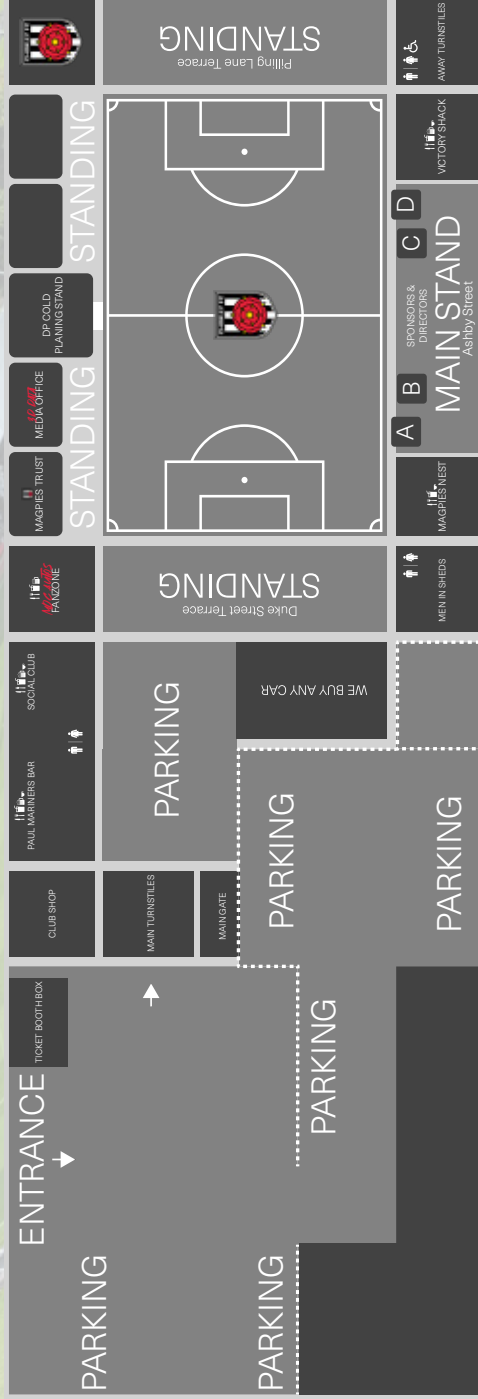 STANDING
Pilling Lane Terrace
AWAY TURNSTILES
STANDING
VICTORY SHACK
DP COLD
PLANING STAND
A
B
C
D
SPONSORS &
DIRECTORS
MAIN STAND
Ashby Street
MEDIA OFFICE
STANDING
MAGPIES TRUST
MAGPIES NEST
FANZONE
STANDING
Duke Street Terrace
MEN IN SHEDS
SOCIAL CLUB
PAUL MARINERS BAR
PARKING
WE BUY ANY CAR
PARKING
PARKING
CLUB SHOP
MAIN TURNSTILES
MAIN GATE
TICKET BOOTH BOX
ENTRANCE
PARKING
PARKING
PARKING